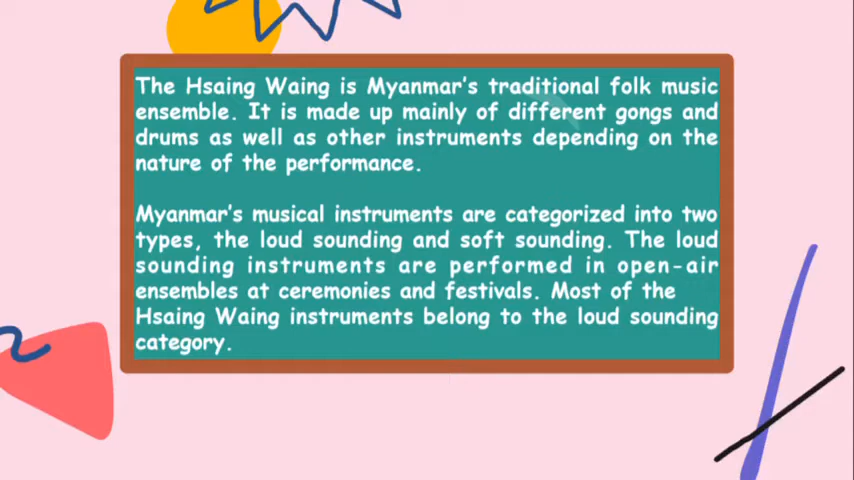 The Hsaing Waing is Myanmar's traditional folk music
ensemble. It is made up mainly of different gongs and
drums as well as other instruments depending on the
nature of the performance.
Myanmar's musical instruments are categorized into two
types, the loud sounding and soft sounding. The loud
sounding instruments are performed in open-air
ensembles at ceremonies and festivals. Most of the
Hsaing Waing instruments belong to the loud sounding
category.